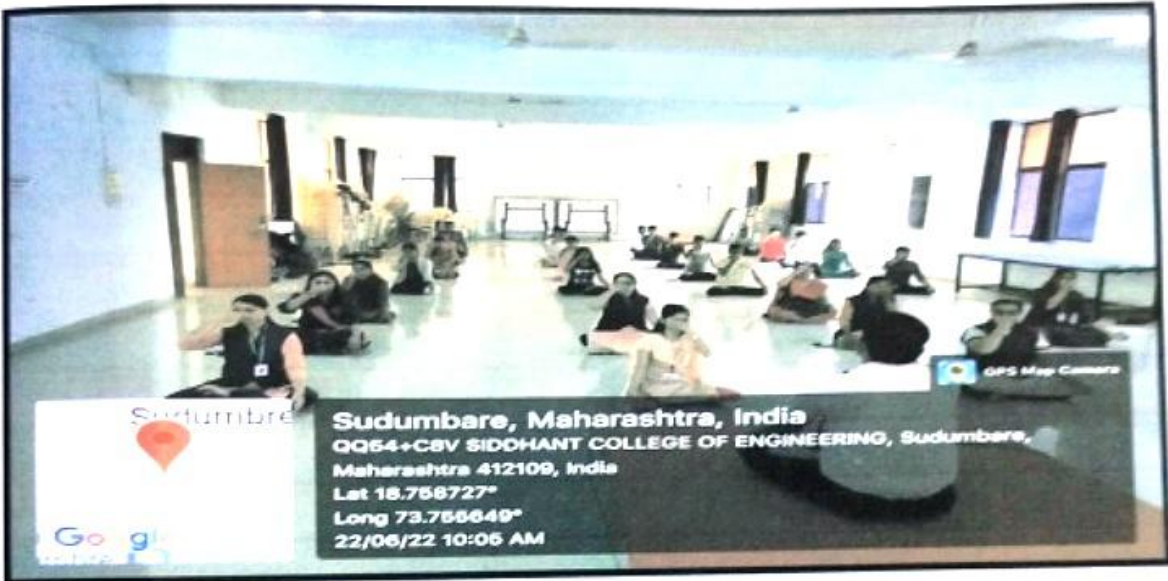 GPS Map Camera
Sudumbre
Google
Sudumbare, Maharashtra, India
QQ54+C8V SIDDHANT COLLEGE OF ENGINEERING, Sudumbare,
Maharashtra 412109, India
Lat 18.758727°
Long 73.755649°
22/06/22 10:05 AM